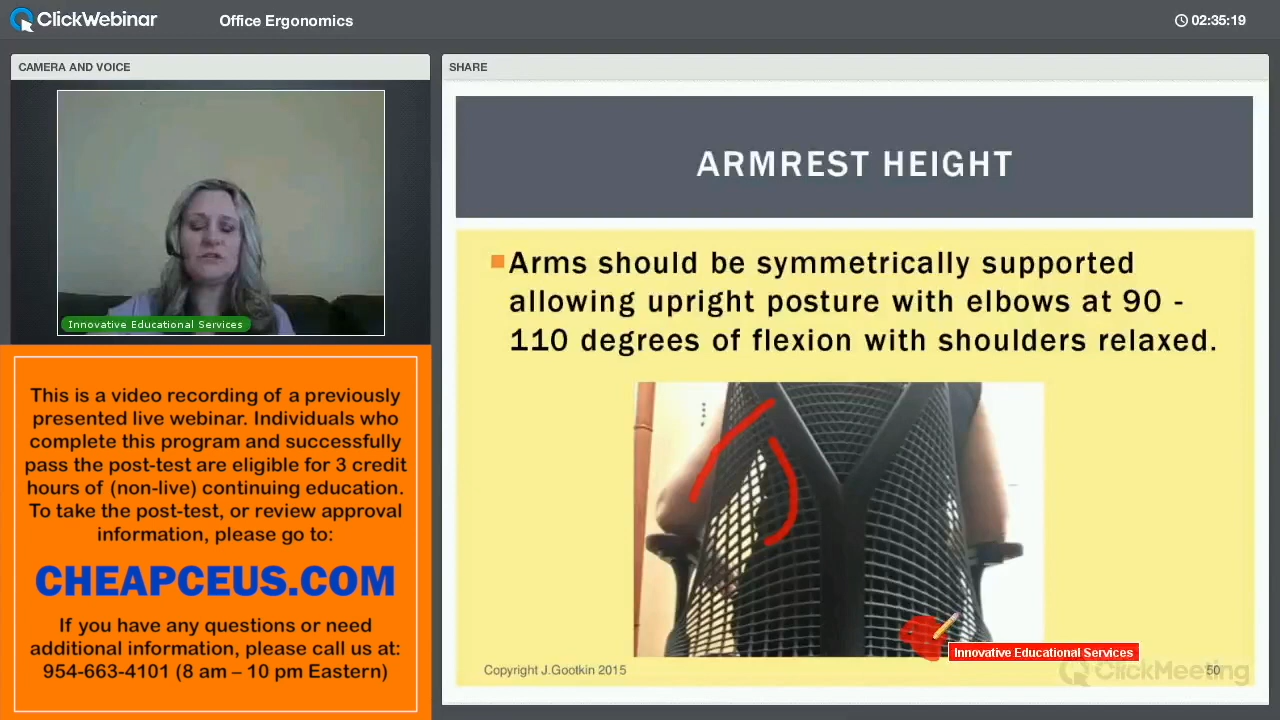 ClickWebinar
Office Ergonomics
02:35:19
CAMERA AND VOICE
SHARE
Innovative Educational Services
This is a video recording of a previously
presented live webinar. Individuals who
complete this program and successfully
pass the post-test are eligible for 3 credit
hours of (non-live) continuing education.
To take the post-test, or review approval
information, please go to:
CHEAPCEUS.COM
If you have any questions or need
additional information, please call us at:
954-663-4101 (8 am – 10 pm Eastern)
ARMREST HEIGHT
Arms should be symmetrically supported
allowing upright posture with elbows at 90 -
110 degrees of flexion with shoulders relaxed.
Innovative Educational Services
Copyright J.Gootkin 2015
50
ClickMeeting